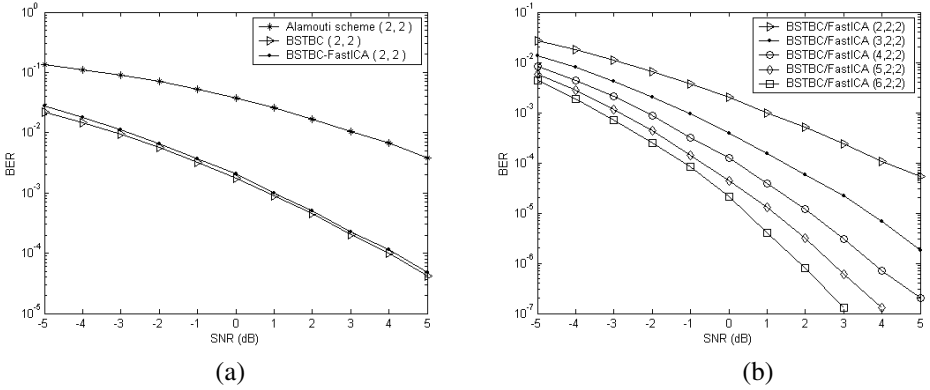 Alamouti scheme ( 2, 2 )
BSTBC ( 2, 2 )
BSTBC-FastICA ( 2, 2 )
BER
10^0
10^-1
10^-2
10^-3
10^-4
10^-5
-5 -4 -3 -2 -1 0 1 2 3 4 5
SNR (dB)
(a)
BSTBC/FastICA (2,2;2)
BSTBC/FastICA (3,2;2)
BSTBC/FastICA (4,2;2)
BSTBC/FastICA (5,2;2)
BSTBC/FastICA (6,2;2)
BER
10^-1
10^-2
10^-3
10^-4
10^-5
10^-6
10^-7
-5 -4 -3 -2 -1 0 1 2 3 4 5
SNR (dB)
(b)